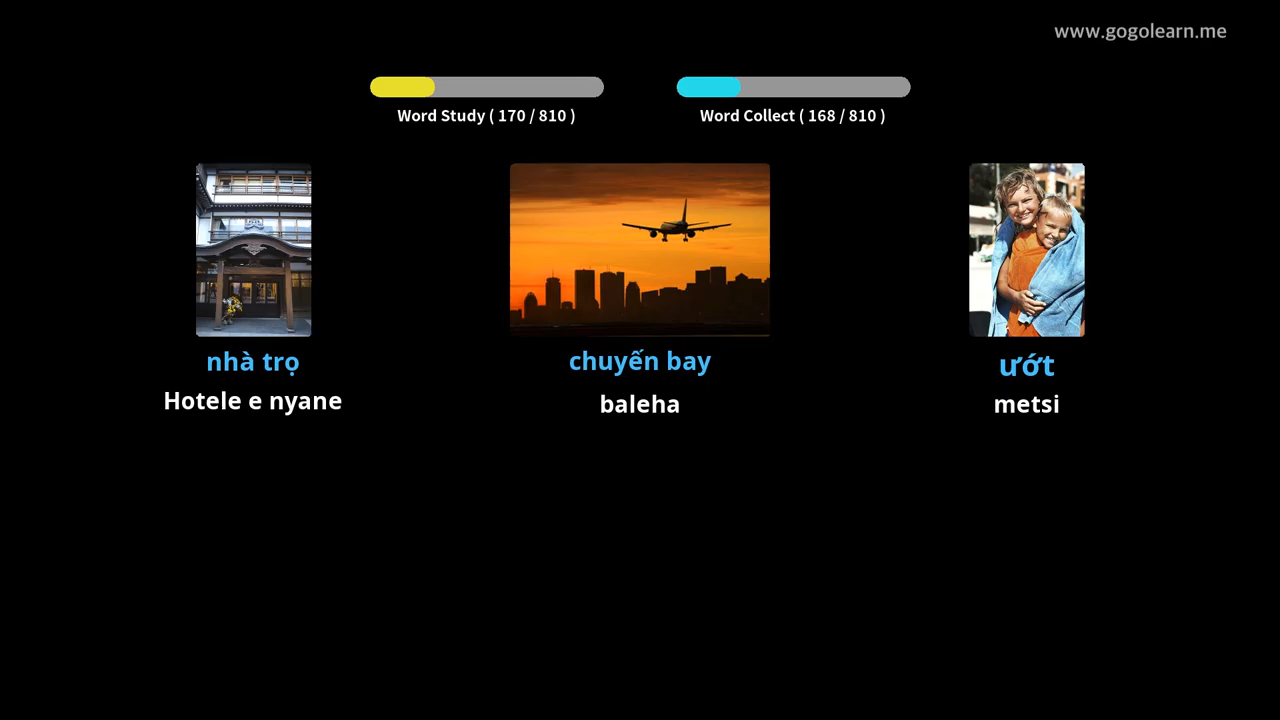 www.gogolearn.me
Word Study ( 170 / 810 )
Word Collect ( 168 / 810 )
nhà trọ
Hotele e nyane
chuyến bay
baleha
ướt
metsi